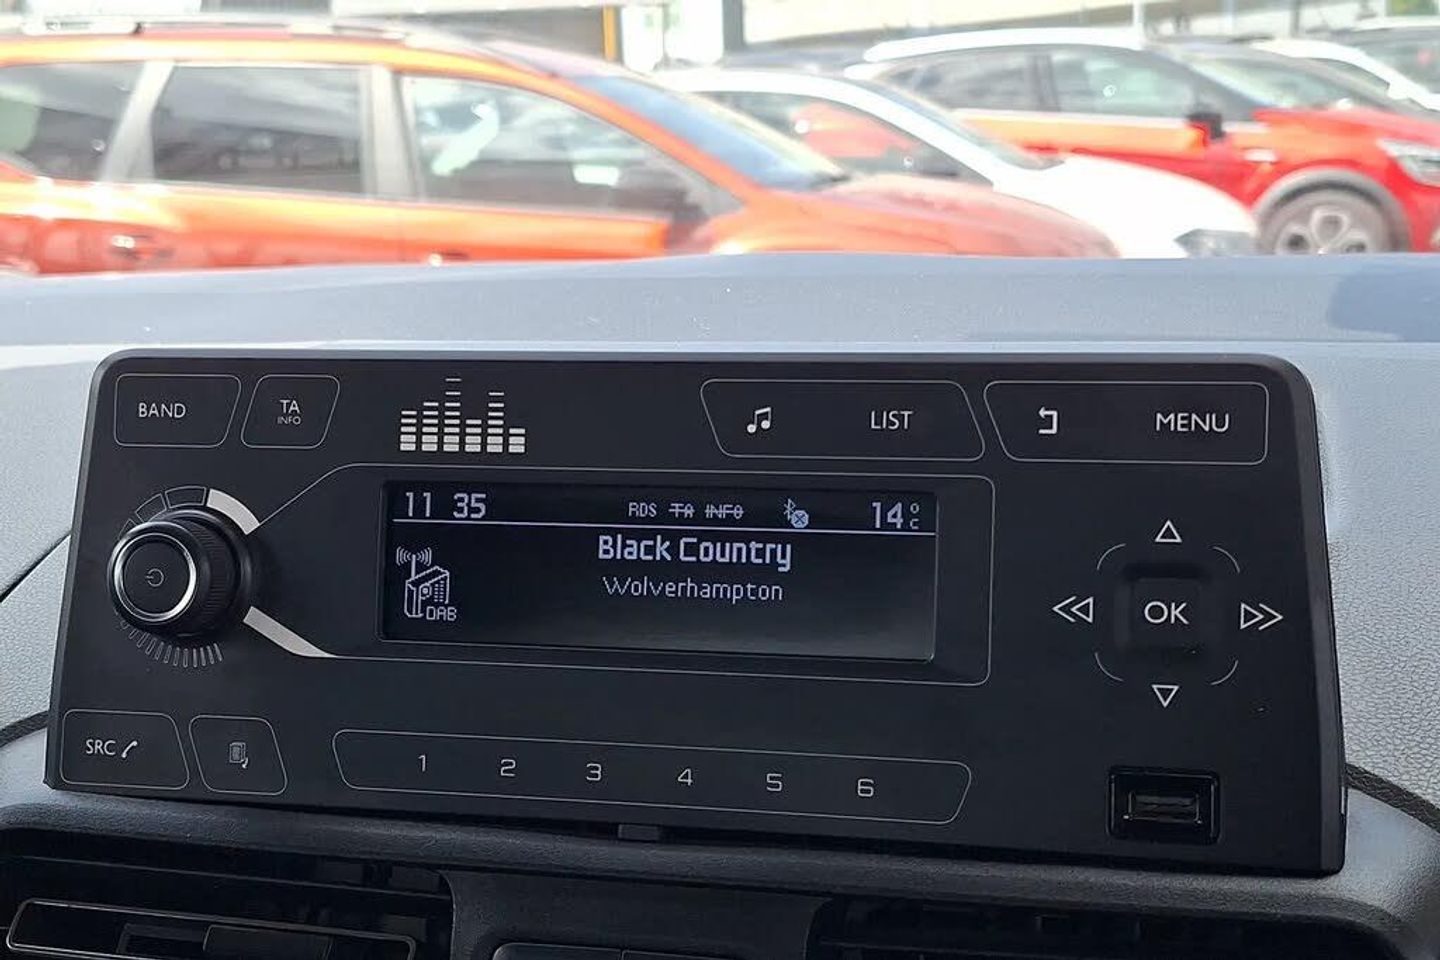 BAND
TA
INFO
LIST
MENU
11 35
RDS TA INFO
14°C
Black Country
Wolverhampton
DAB
OK
SRC
1 2 3 4 5 6